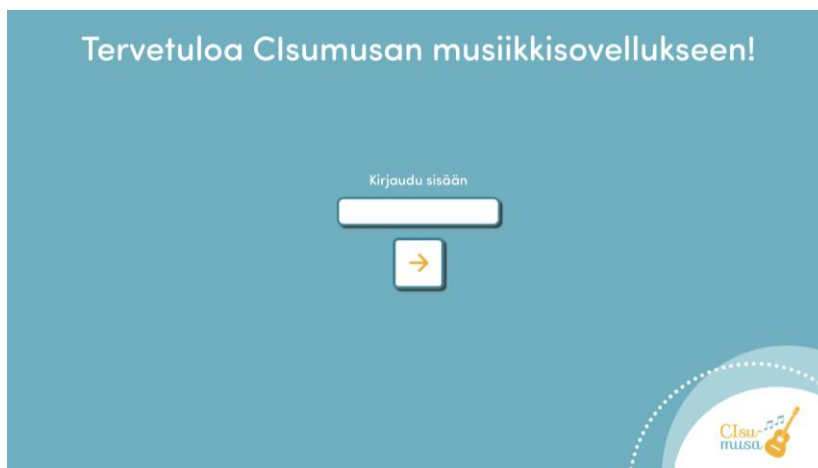 Tervetuloa CIsumusan musiikkisovellukseen!
Kirjaudu sisään
CIsu-
musa